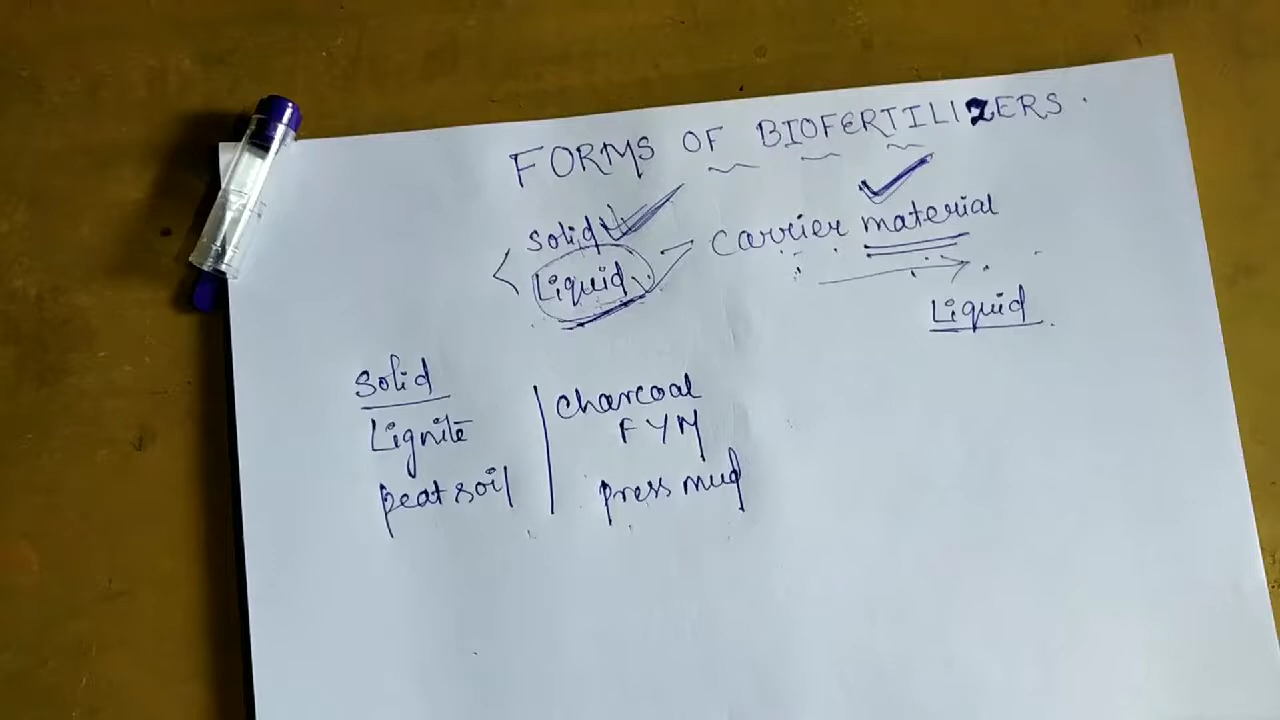 FORMS OF BIOFERTILIZERS.
Solid
Liquid
Carrier material
Liquid
Solid
Lignite
peat soil
Charcoal
FYM
press mud